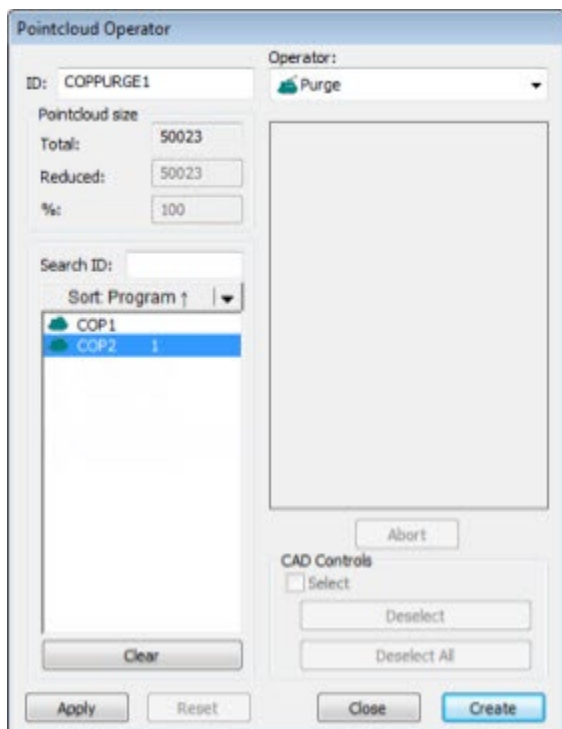 Pointcloud Operator
ID: COPPURGE1
Operator:
Purge
Pointcloud size
Total: 50023
Reduced: 50023
%: 100
Search ID:
Sort: Program ↑
COP1
COP2 1
Clear
Abort
CAD Controls
Select
Deselect
Deselect All
Apply
Reset
Close
Create